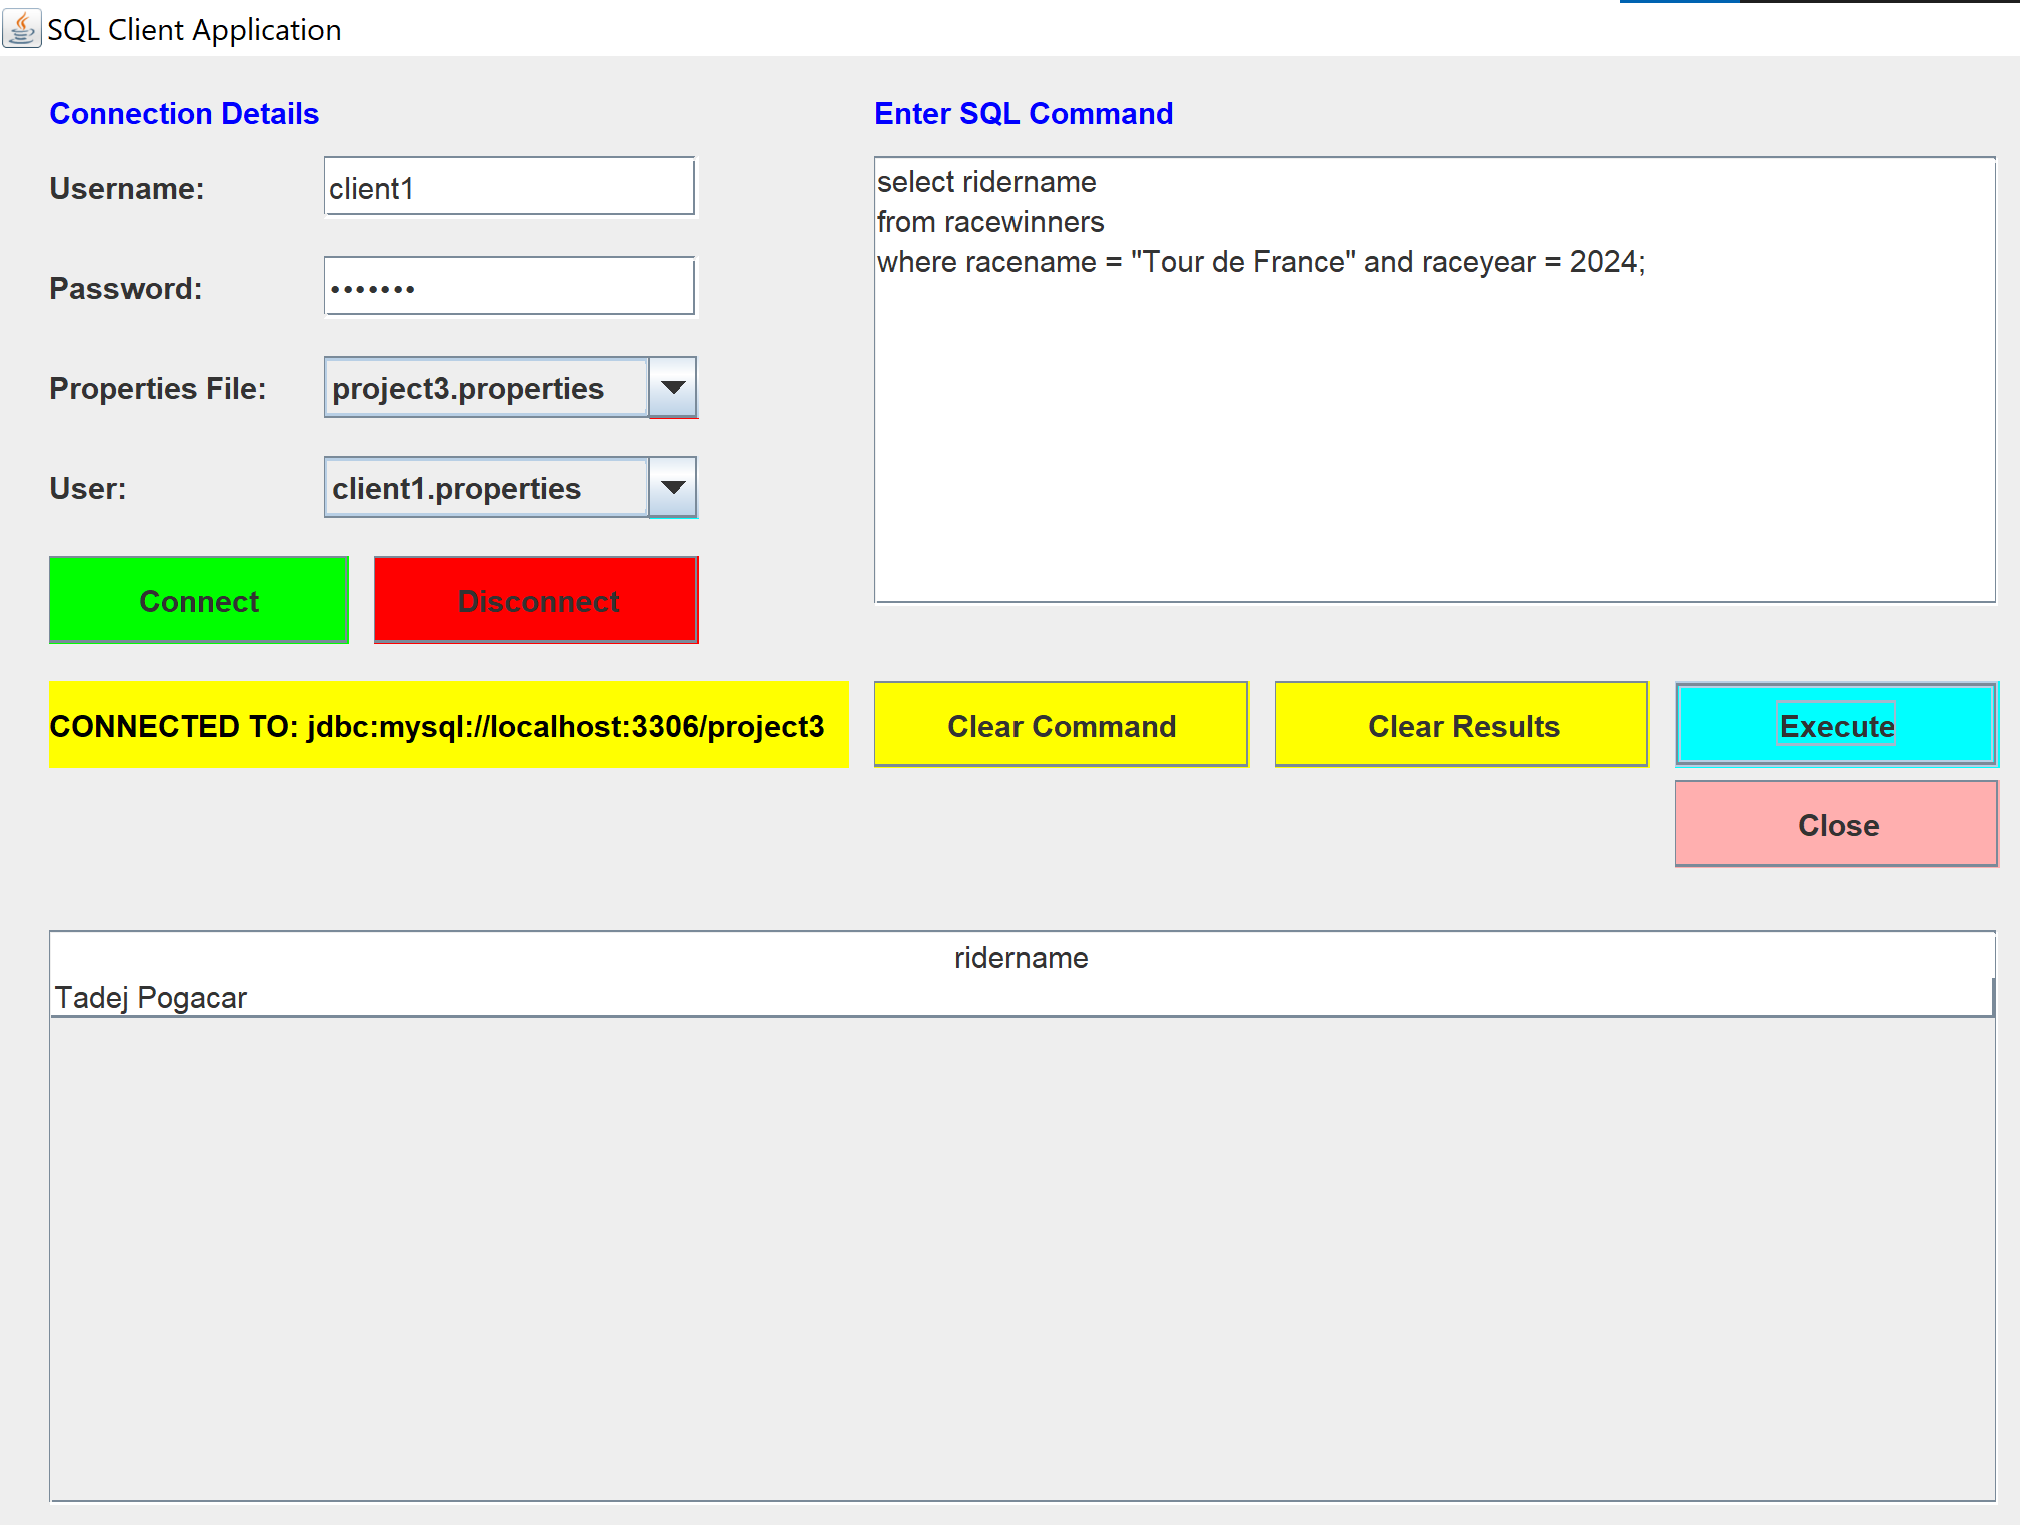 SQL Client Application
Connection Details
Username:
client1
Password:
•••••••
Properties File:
project3.properties
User:
client1.properties
Connect
Disconnect
Enter SQL Command
select ridername
from racewinners
where racename = "Tour de France" and raceyear = 2024;
CONNECTED TO: jdbc:mysql://localhost:3306/project3
Clear Command
Clear Results
Execute
Close
ridername
Tadej Pogacar